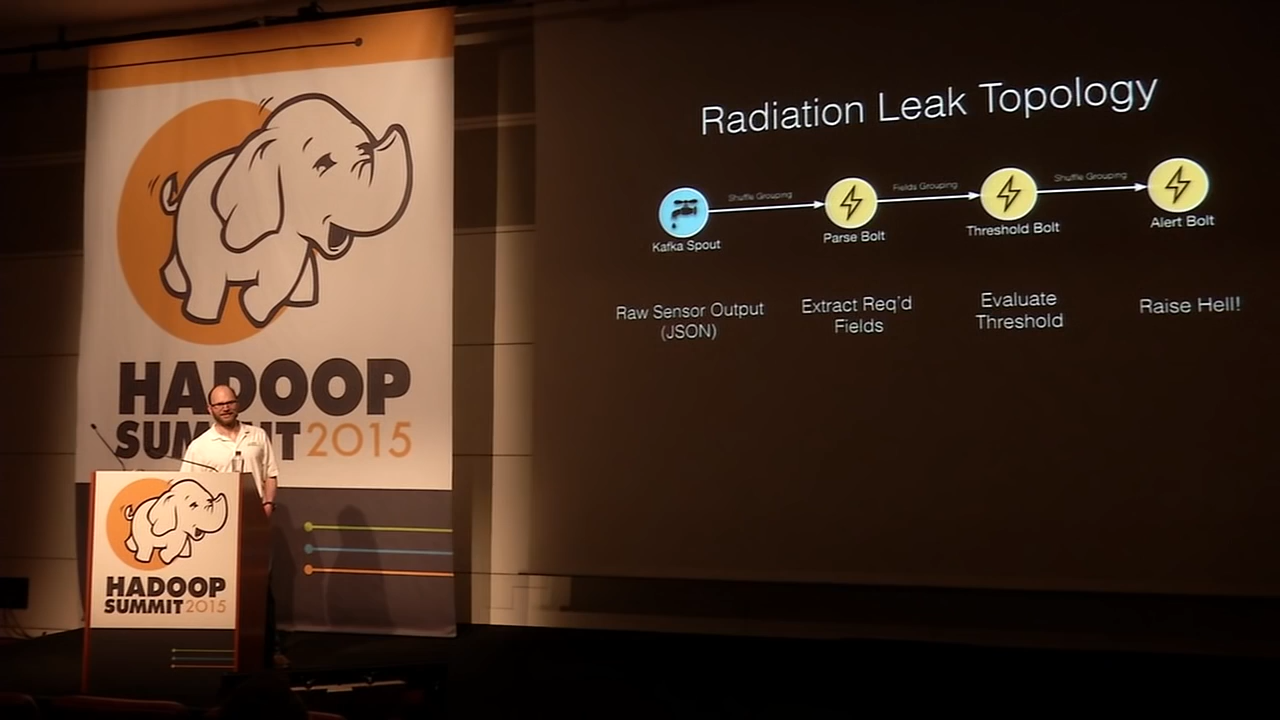 HADOOP
SUMMIT 2015
HADOOP
SUMMIT 2015
Radiation Leak Topology
Shuffle Grouping
Fields Grouping
Shuffle Grouping
Kafka Spout
Parse Bolt
Threshold Bolt
Alert Bolt
Raw Sensor Output
(JSON)
Extract Req'd
Fields
Evaluate
Threshold
Raise Hell!